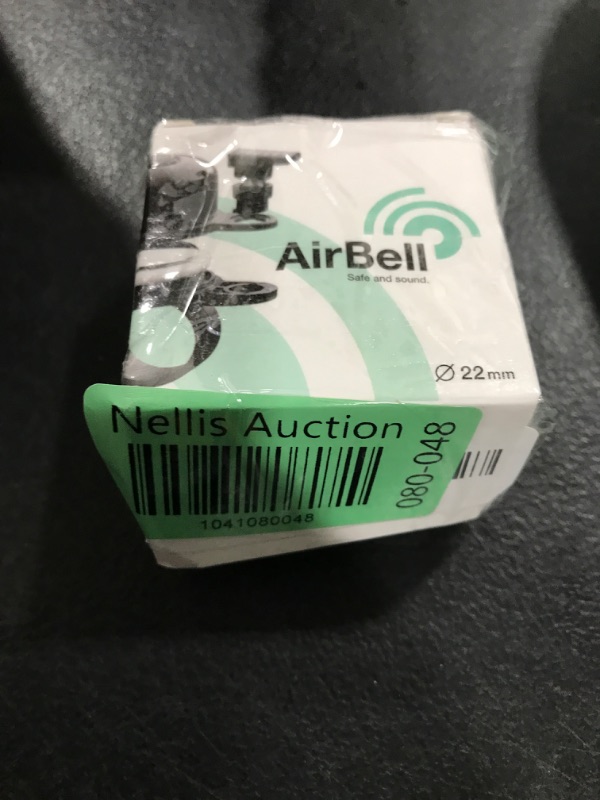 AirBell
Safe and sound.
Ø 22mm
Nellis Auction
1041080048
080-048